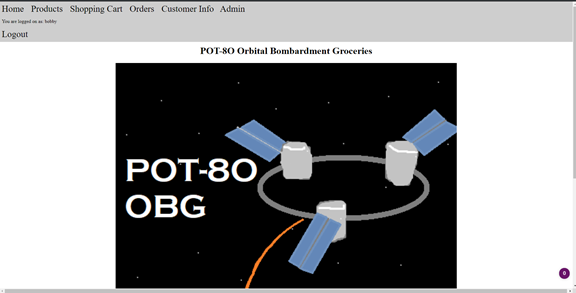 Home Products Shopping Cart Orders Customer Info Admin
You are logged on as: bobby
Logout
POT-8O Orbital Bombardment Groceries
POT-8O
OBG
0